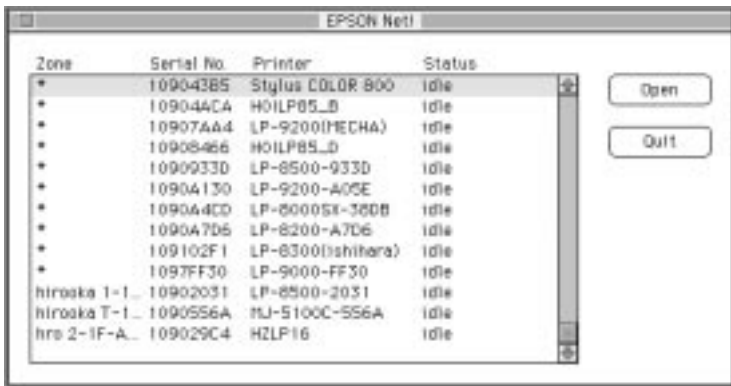 EPSON Net!
Zone Serial No. Printer Status
* 109043B5 Stylus COLOR 800 idle
* 10904ACA HOILP85_B idle
* 10907AA4 LP-9200(MECHA) idle
* 10908466 HOILP85_D idle
* 1090933D LP-8500-933D idle
* 1090A130 LP-9200-A05E idle
* 1090A4CD LP-8000SX-38DB idle
* 1090A7D6 LP-8200-A7D6 idle
* 109102F1 LP-8300(ishihara) idle
* 1097FF30 LP-9000-FF30 idle
hirooka 1-1... 10902031 LP-8500-2031 idle
hirooka T-1... 1090556A MJ-5100C-556A idle
hro 2-1F-A... 109029C4 HZLP16 idle
Open
Quit